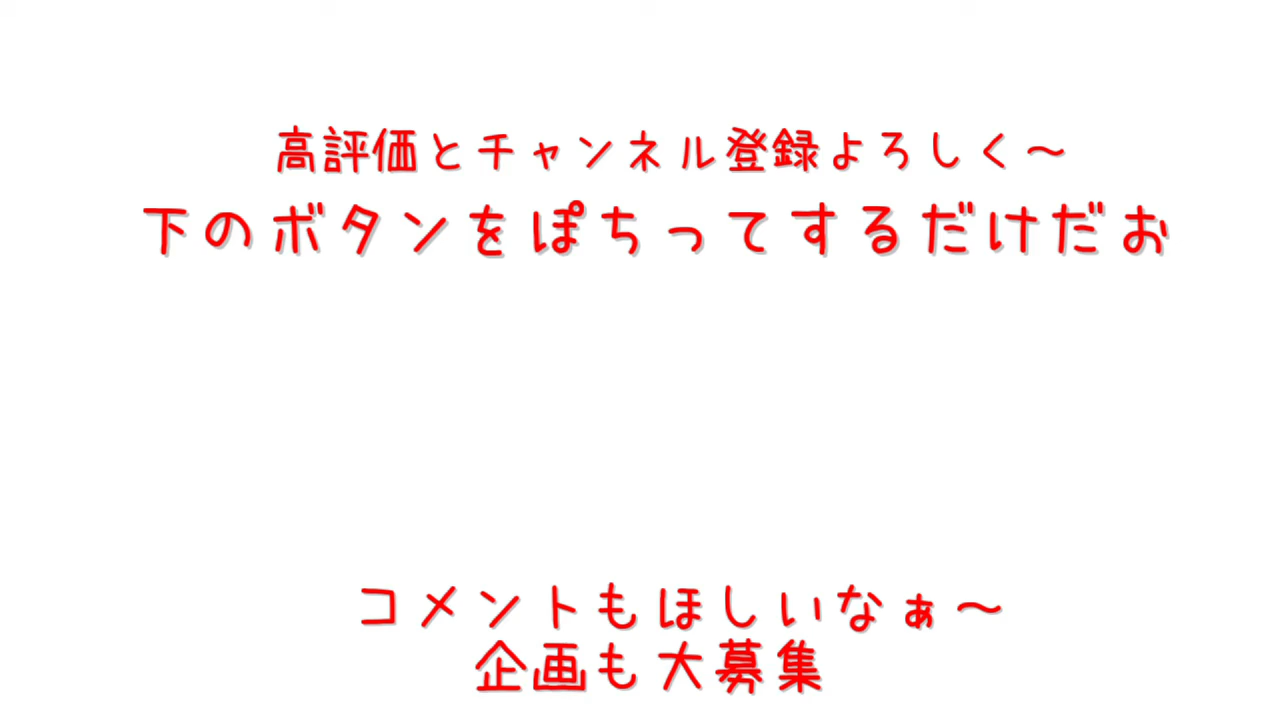 高評価とチャンネル登録よろしく～
下のボタンをぽちってするだけだお
コメントもほしいなぁ～
企画も大募集